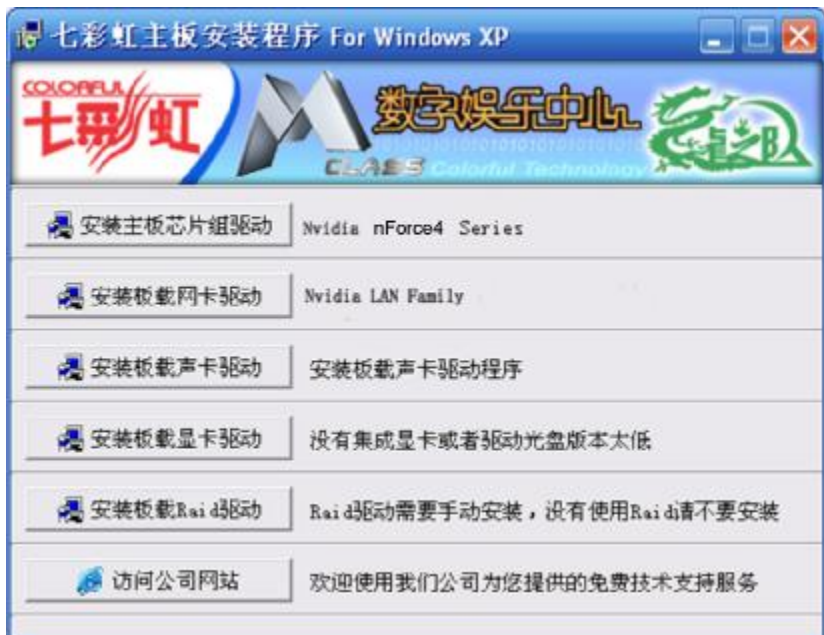 七彩虹主板安装程序 For Windows XP
COLORFUL
七彩虹
数字娱乐中心
CLASS Colorful Technology
之队
安装主板芯片组驱动 Nvidia nForce4 Series
安装板载网卡驱动 Nvidia LAN Family
安装板载声卡驱动 安装板载声卡驱动程序
安装板载显卡驱动 没有集成显卡或者驱动光盘版本太低
安装板载Raid驱动 Raid驱动需要手动安装，没有使用Raid请不要安装
访问公司网站 欢迎使用我们公司为您提供的免费技术支持服务